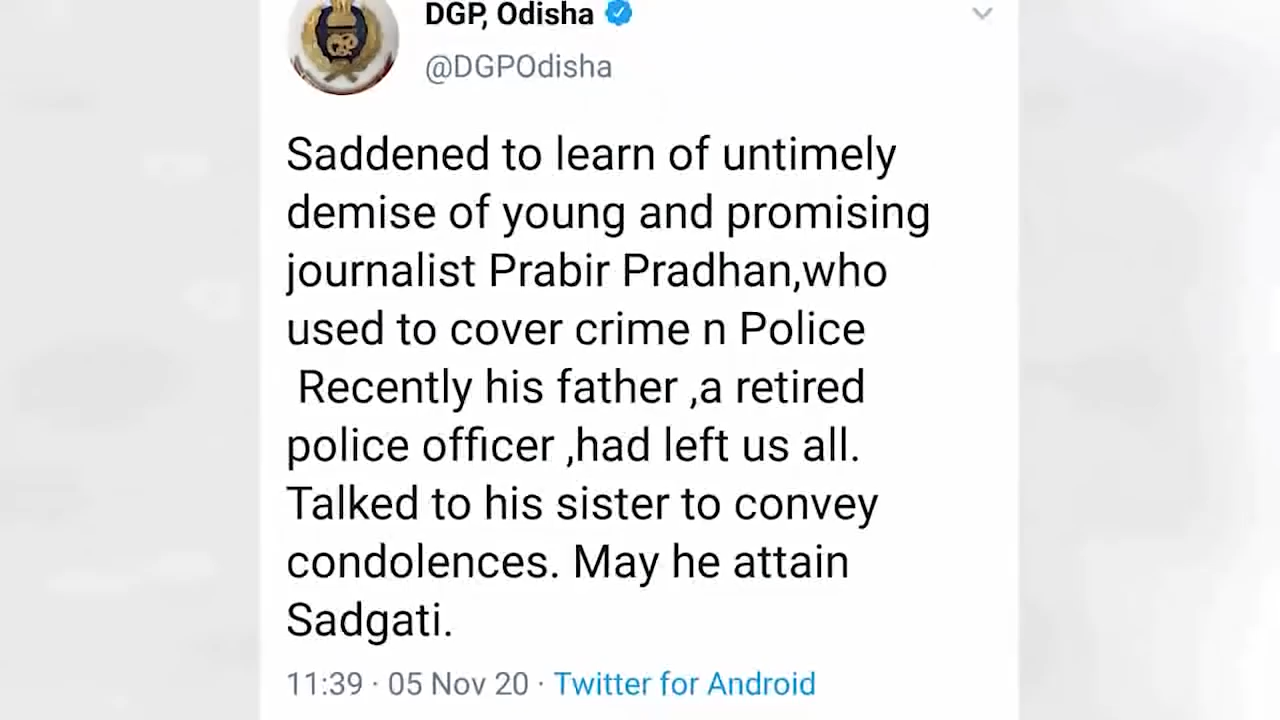 DGP, Odisha
@DGPOdisha
Saddened to learn of untimely
demise of young and promising
journalist Prabir Pradhan,who
used to cover crime n Police
Recently his father ,a retired
police officer ,had left us all.
Talked to his sister to convey
condolences. May he attain
Sadgati.
11:39 · 05 Nov 20 · Twitter for Android